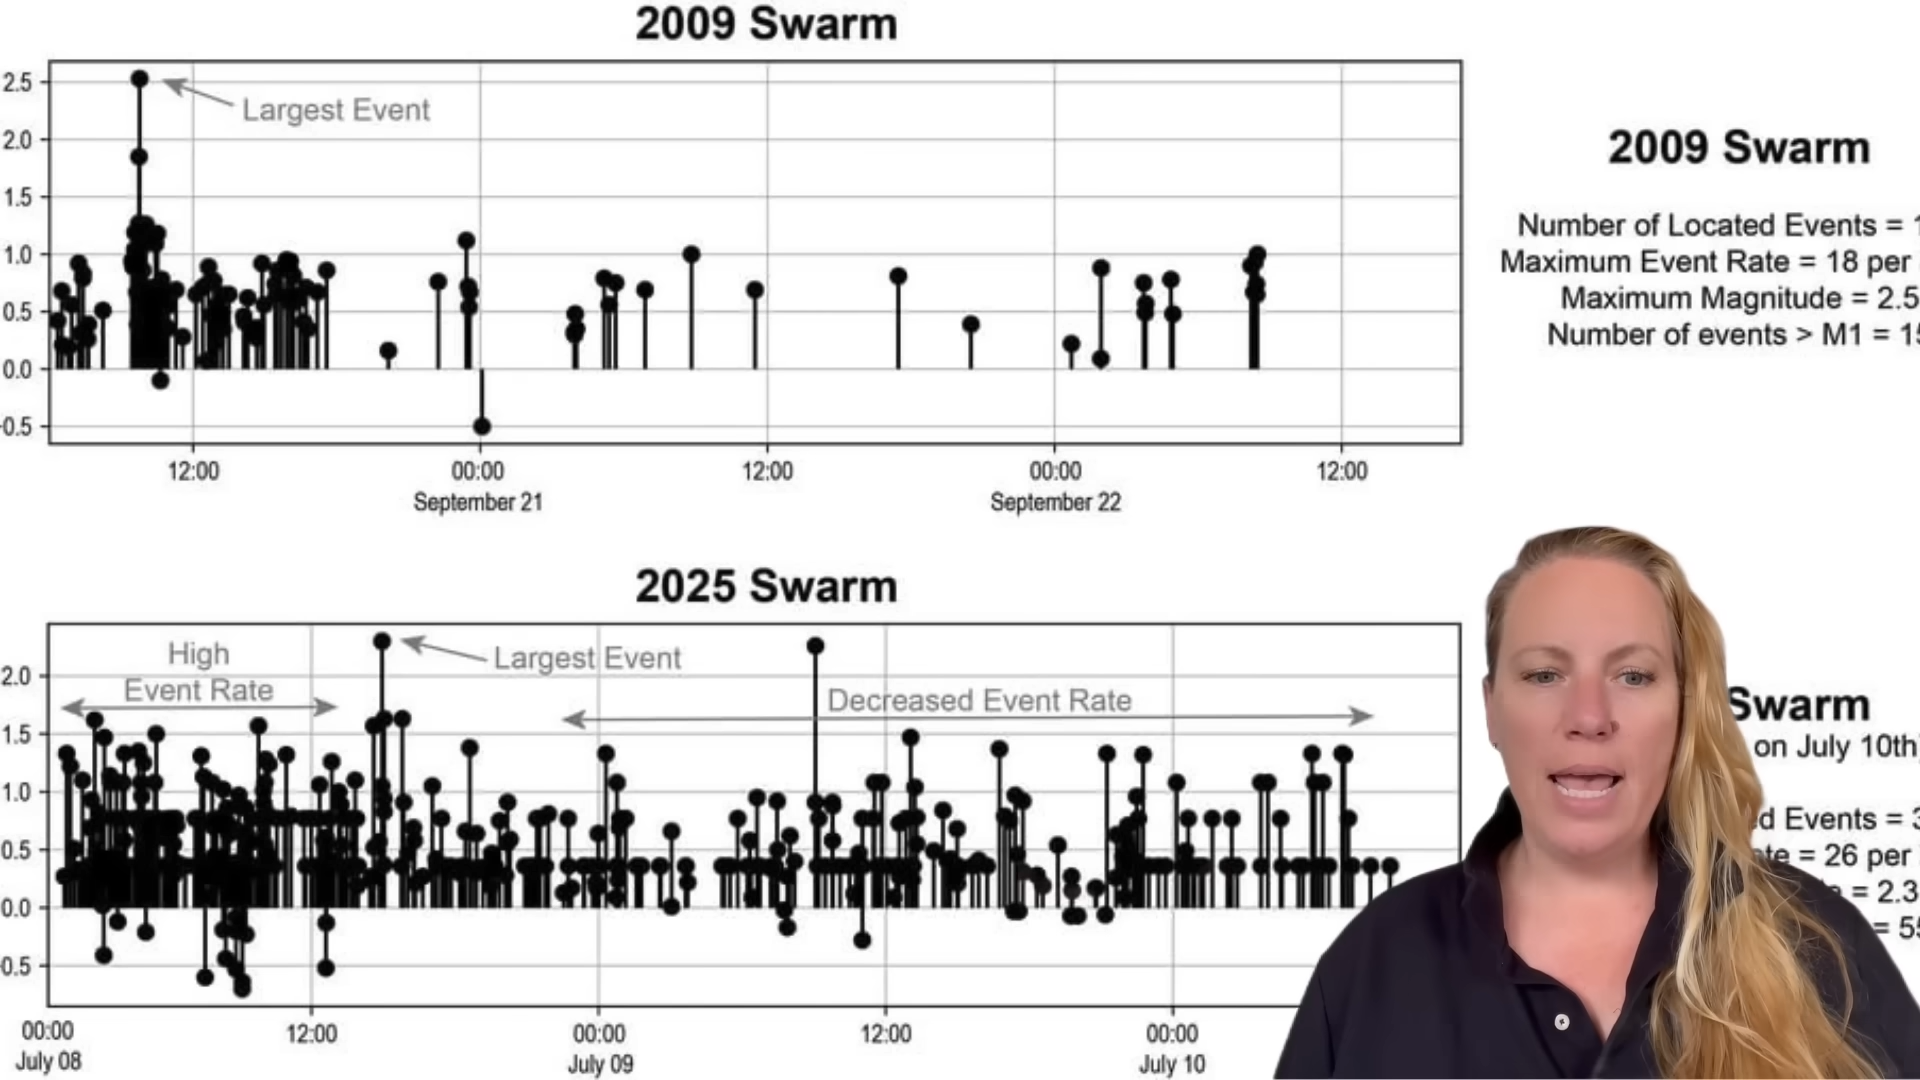 2009 Swarm
2.5
2.0
1.5
1.0
0.5
0.0
0.5
Largest Event
12:00
00:00
12:00
00:00
12:00
September 21
September 22
2009 Swarm
Number of Located Events = 1
Maximum Event Rate = 18 per
Maximum Magnitude = 2.5
Number of events > M1 = 15
2025 Swarm
2.0
1.5
1.0
0.5
0.0
0.5
High
Event Rate
Largest Event
Decreased Event Rate
00:00
12:00
00:00
12:00
00:00
July 08
July 09
July 10
Swarm
on July 10th
Events = 3
= 26 per
= 2.3
= 55